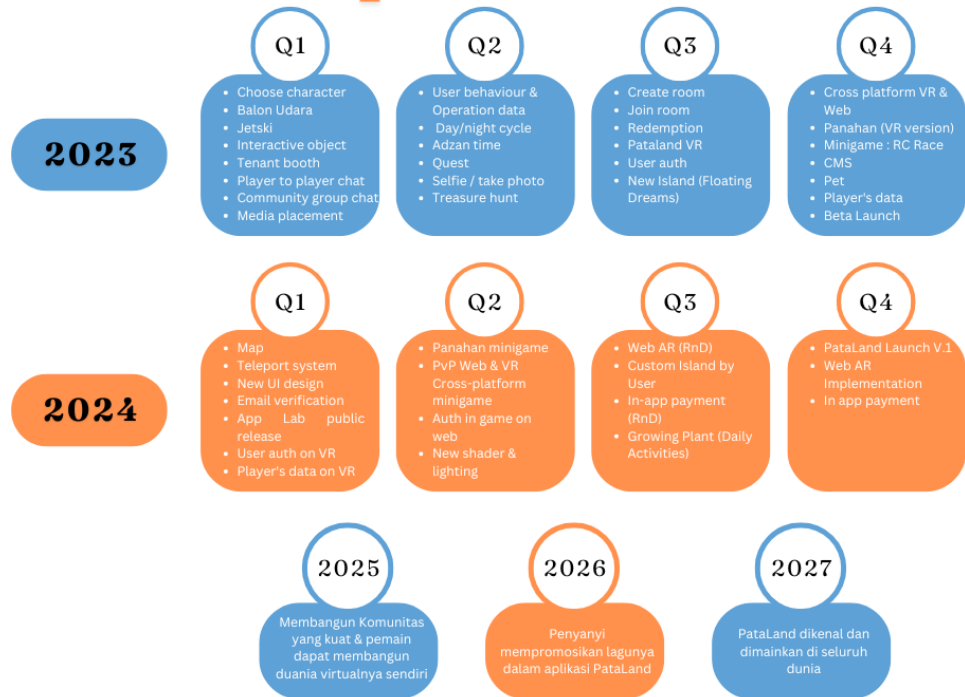 2023
Q1
• Choose character
• Balon Udara
• Jetski
• Interactive object
• Tenant booth
• Player to player chat
• Community group chat
• Media placement
Q2
• User behaviour &
Operation data
• Day/night cycle
• Adzan time
• Quest
• Selfie / take photo
• Treasure hunt
Q3
• Create room
• Join room
• Redemption
• Pataland VR
• User auth
• New Island (Floating
Dreams)
Q4
• Cross platform VR &
Web
• Panahan (VR version)
• Minigame : RC Race
• CMS
• Pet
• Player's data
• Beta Launch
2024
Q1
• Map
• Teleport system
• New UI design
• Email verification
• App Lab public
release
• User auth on VR
• Player's data on VR
Q2
• Panahan minigame
• PvP Web & VR
Cross-platform
minigame
• Auth in game on
web
• New shader &
lighting
Q3
• Web AR (RnD)
• Custom Island by
User
• In-app payment
(RnD)
• Growing Plant (Daily
Activities)
Q4
• PataLand Launch V.1
• Web AR
Implementation
• In app payment
2025
Membangun Komunitas
yang kuat & pemain
dapat membangun
duania virtualnya sendiri
2026
Penyanyi
mempromosikan lagunya
dalam aplikasi PataLand
2027
PataLand dikenal dan
dimainkan di seluruh
dunia